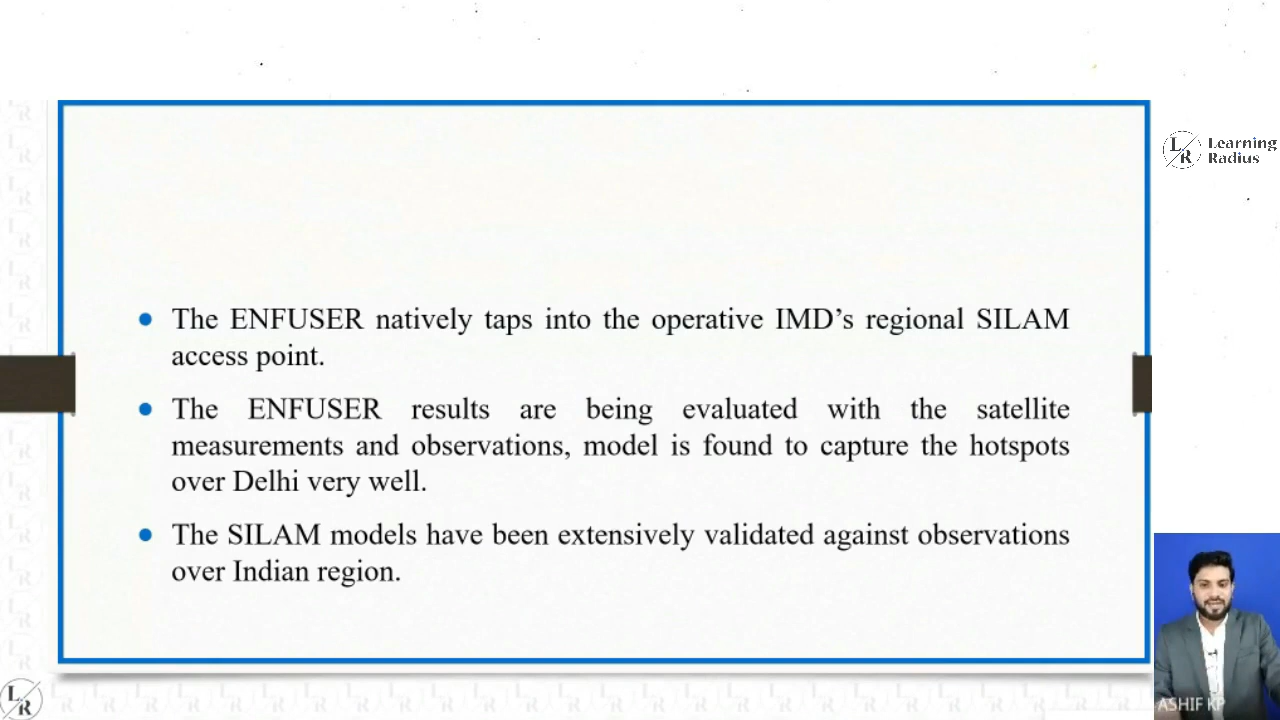 L
R
Learning
Radius
The ENFUSER natively taps into the operative IMD’s regional SILAM
access point.
The ENFUSER results are being evaluated with the satellite
measurements and observations, model is found to capture the hotspots
over Delhi very well.
The SILAM models have been extensively validated against observations
over Indian region.
ASHIF KP
L
R